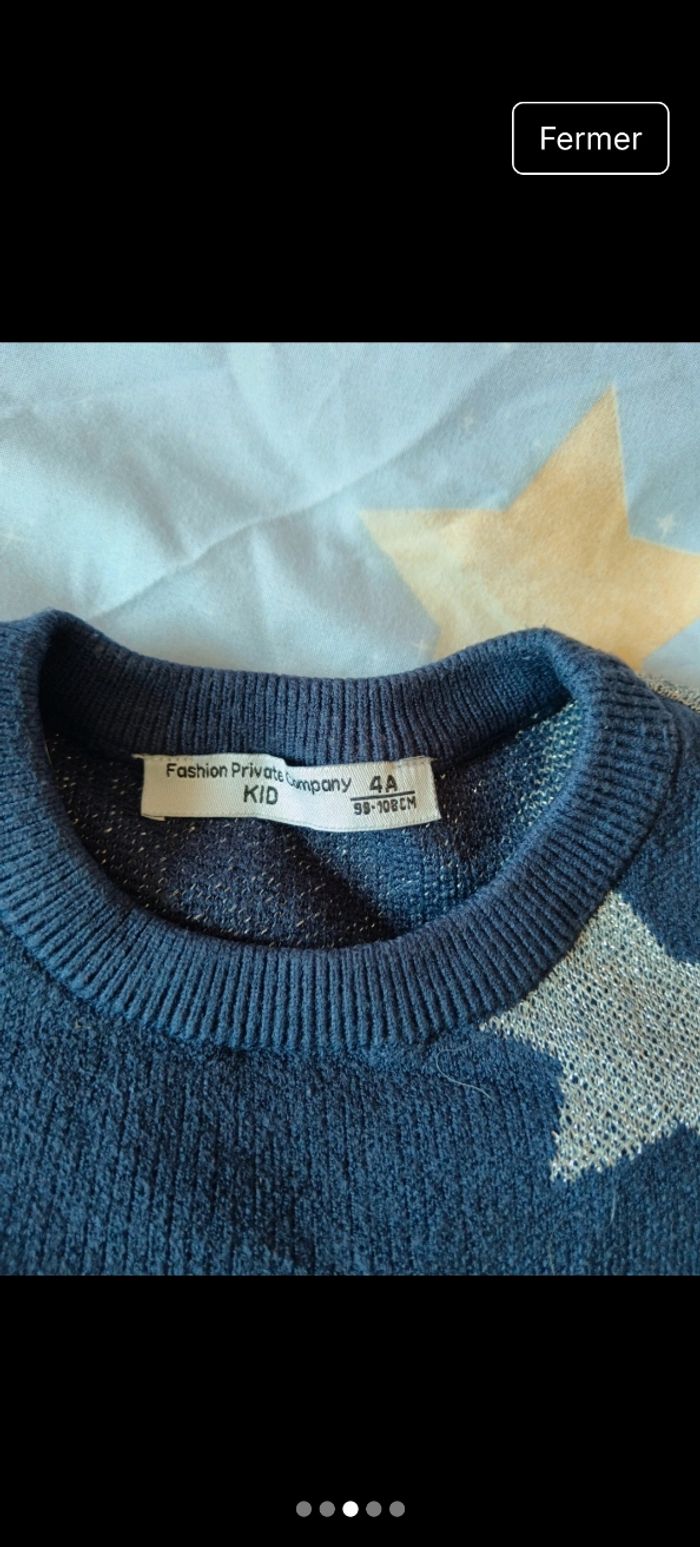 Fermer
Fashion Private Company 4A
KID 98-108CM